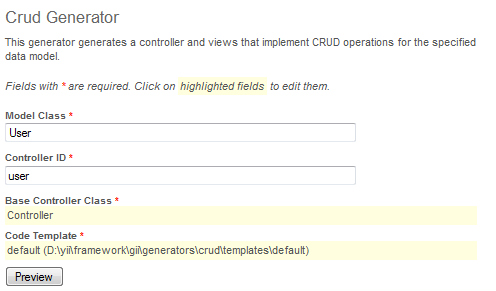 Crud Generator
This generator generates a controller and views that implement CRUD operations for the specified
data model.
Fields with * are required. Click on highlighted fields to edit them.
Model Class *
User
Controller ID *
user
Base Controller Class *
Controller
Code Template *
default (D:\yii\framework\gii\generators\crud\templates\default)
Preview